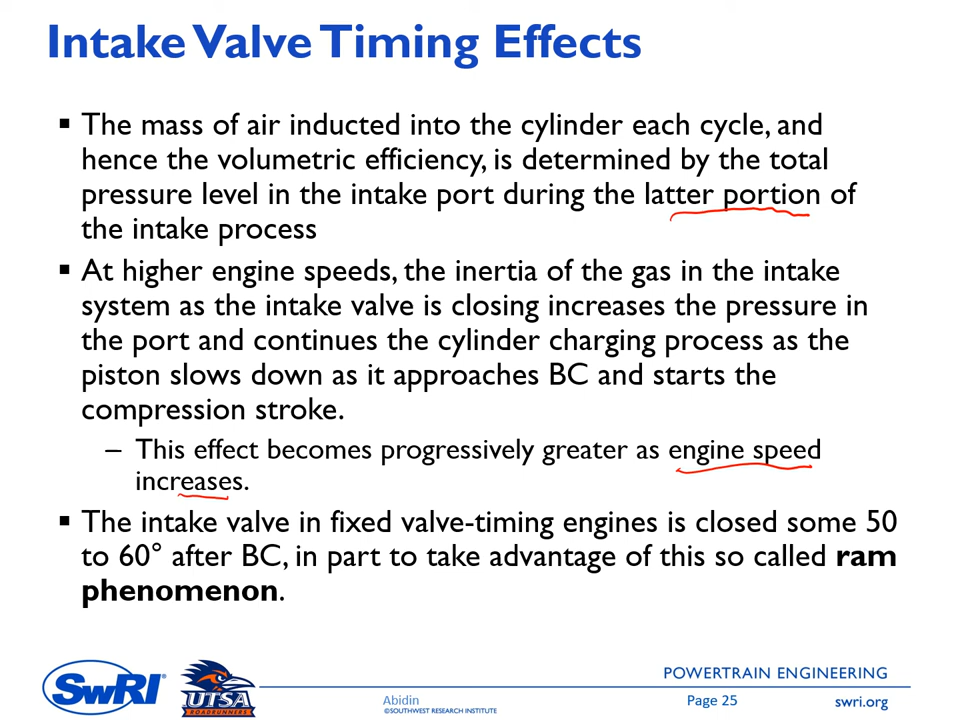 Intake Valve Timing Effects
▪ The mass of air inducted into the cylinder each cycle, and
hence the volumetric efficiency, is determined by the total
pressure level in the intake port during the latter portion of
the intake process
▪ At higher engine speeds, the inertia of the gas in the intake
system as the intake valve is closing increases the pressure in
the port and continues the cylinder charging process as the
piston slows down as it approaches BC and starts the
compression stroke.
– This effect becomes progressively greater as engine speed
increases.
▪ The intake valve in fixed valve-timing engines is closed some 50
to 60° after BC, in part to take advantage of this so called ram
phenomenon.
SwRI
UTSA
ROADRUNNERS
POWERTRAIN ENGINEERING
Abidin
©SOUTHWEST RESEARCH INSTITUTE
Page 25
swri.org